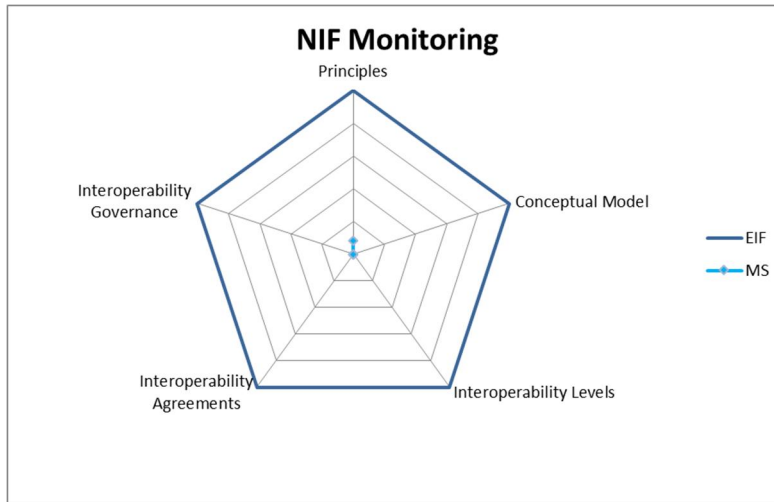 NIF Monitoring
Principles
Interoperability
Governance
Conceptual Model
EIF
MS
Interoperability
Agreements
Interoperability Levels